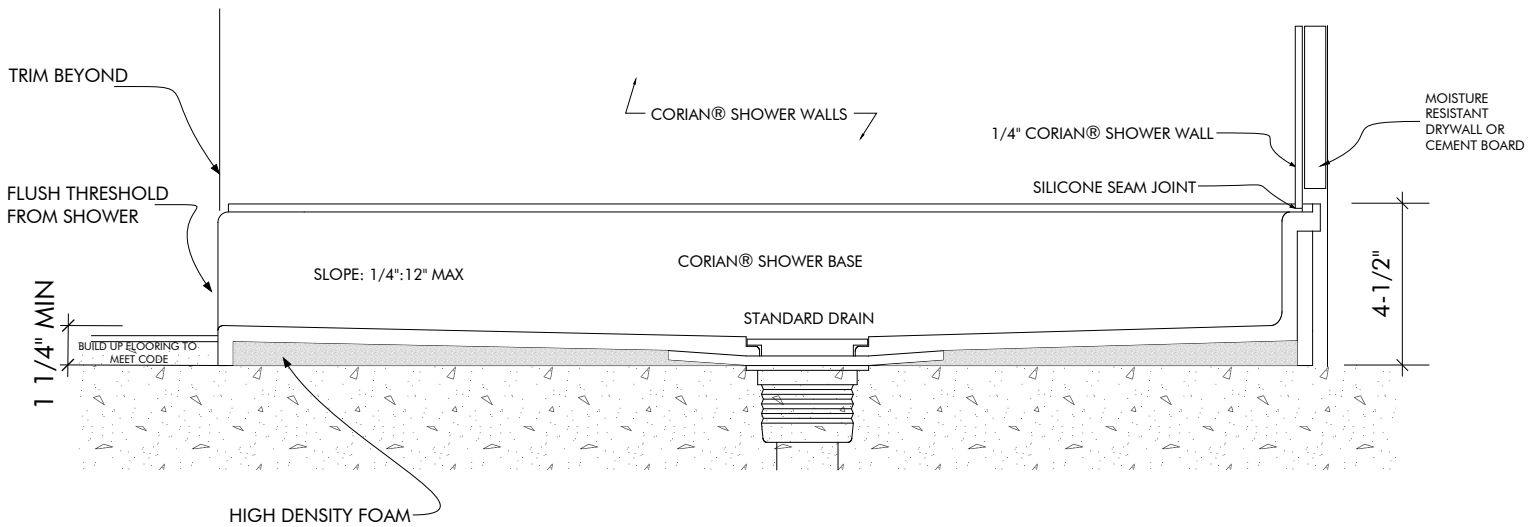 TRIM BEYOND
CORIAN® SHOWER WALLS
1/4" CORIAN® SHOWER WALL
MOISTURE
RESISTANT
DRYWALL OR
CEMENT BOARD
FLUSH THRESHOLD
FROM SHOWER
SILICONE SEAM JOINT
SLOPE: 1/4":12" MAX
CORIAN® SHOWER BASE
4-1/2"
STANDARD DRAIN
1 1/4" MIN
BUILD UP FLOORING TO
MEET CODE
HIGH DENSITY FOAM